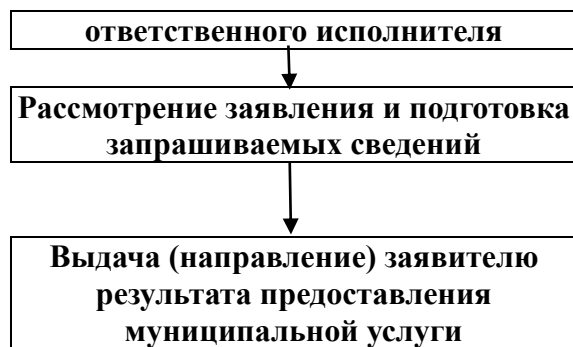 ответственного исполнителя
Рассмотрение заявления и подготовка
запрашиваемых сведений
Выдача (направление) заявителю
результата предоставления
муниципальной услуги